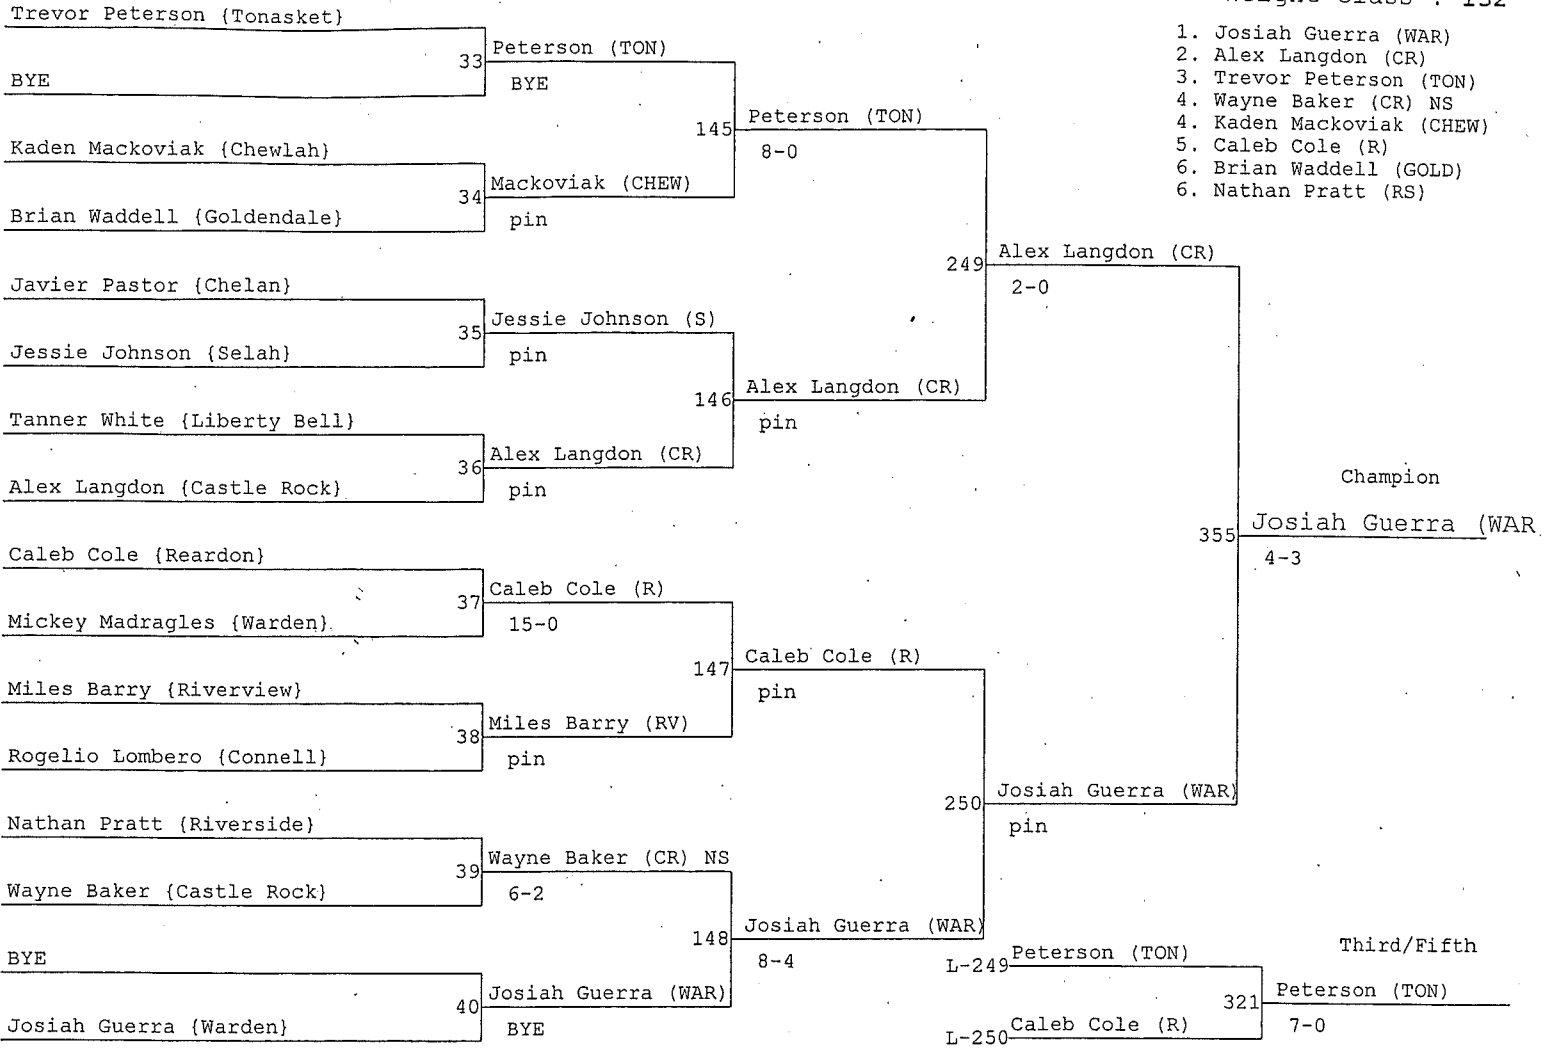 Weight Class : 132
1. Josiah Guerra (WAR)
2. Alex Langdon (CR)
3. Trevor Peterson (TON)
4. Wayne Baker (CR) NS
4. Kaden Mackoviak (CHEW)
5. Caleb Cole (R)
6. Brian Waddell (GOLD)
6. Nathan Pratt (RS)
Trevor Peterson {Tonasket}
BYE
Kaden Mackoviak {Chewlah}
Brian Waddell {Goldendale}
Javier Pastor {Chelan}
Jessie Johnson {Selah}
Tanner White {Liberty Bell}
Alex Langdon {Castle Rock}
Caleb Cole {Reardon}
Mickey Madragles {Warden}
Miles Barry {Riverview}
Rogelio Lombero {Connell}
Nathan Pratt {Riverside}
Wayne Baker {Castle Rock}
BYE
Josiah Guerra {Warden}
33
Peterson (TON)
BYE
34
Mackoviak (CHEW)
pin
35
Jessie Johnson (S)
pin
36
Alex Langdon (CR)
pin
37
Caleb Cole (R)
15-0
38
Miles Barry (RV)
pin
39
Wayne Baker (CR) NS
6-2
40
Josiah Guerra (WAR)
BYE
145
Peterson (TON)
8-0
146
Alex Langdon (CR)
pin
147
Caleb Cole (R)
pin
148
Josiah Guerra (WAR)
8-4
249
Alex Langdon (CR)
2-0
250
Josiah Guerra (WAR)
pin
Champion
355
Josiah Guerra (WAR
4-3
Third/Fifth
L-249
Peterson (TON)
L-250
Caleb Cole (R)
321
Peterson (TON)
7-0